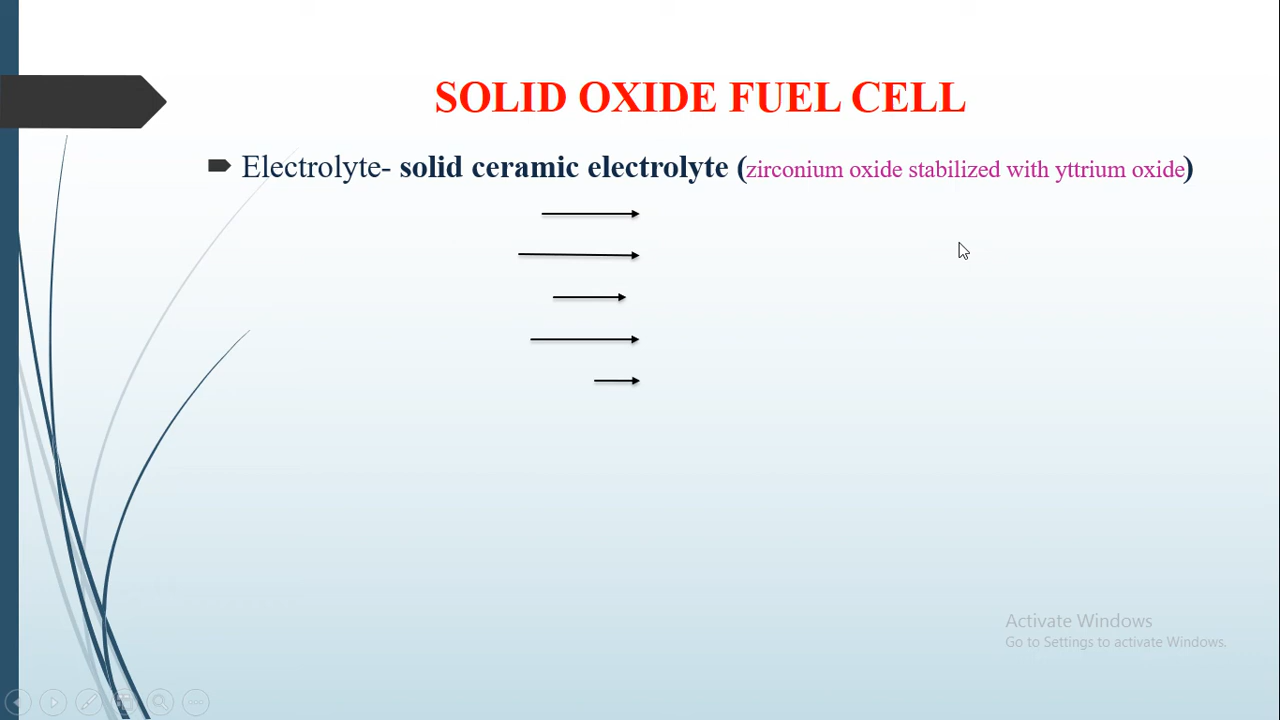 SOLID OXIDE FUEL CELL
Electrolyte- solid ceramic electrolyte (zirconium oxide stabilized with yttrium oxide)
Activate Windows
Go to Settings to activate Windows.